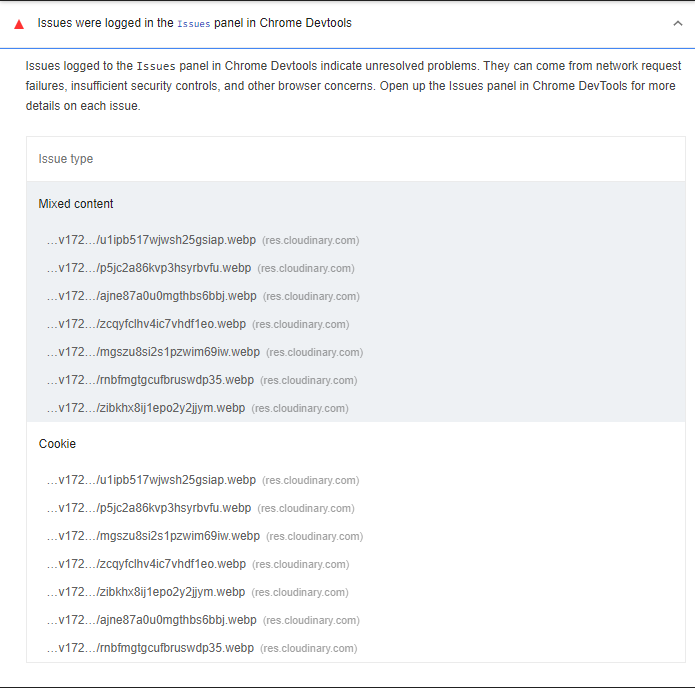 Issues were logged in the Issues panel in Chrome Devtools
Issues logged to the Issues panel in Chrome Devtools indicate unresolved problems. They can come from network request
failures, insufficient security controls, and other browser concerns. Open up the Issues panel in Chrome DevTools for more
details on each issue.
Issue type
Mixed content
…v172…/u1ipb517wjwsh25gsiap.webp (res.cloudinary.com)
…v172…/p5jc2a86kvp3hsyrbvfu.webp (res.cloudinary.com)
…v172…/ajne87a0u0mgthbs6bbj.webp (res.cloudinary.com)
…v172…/zcqyfclhv4ic7vhdf1eo.webp (res.cloudinary.com)
…v172…/mgszu8si2s1pzwim69iw.webp (res.cloudinary.com)
…v172…/rnbfmgtgcufbruswdp35.webp (res.cloudinary.com)
…v172…/zibkhx8ij1epo2y2jjym.webp (res.cloudinary.com)
Cookie
…v172…/u1ipb517wjwsh25gsiap.webp (res.cloudinary.com)
…v172…/p5jc2a86kvp3hsyrbvfu.webp (res.cloudinary.com)
…v172…/mgszu8si2s1pzwim69iw.webp (res.cloudinary.com)
…v172…/zcqyfclhv4ic7vhdf1eo.webp (res.cloudinary.com)
…v172…/zibkhx8ij1epo2y2jjym.webp (res.cloudinary.com)
…v172…/ajne87a0u0mgthbs6bbj.webp (res.cloudinary.com)
…v172…/rnbfmgtgcufbruswdp35.webp (res.cloudinary.com)